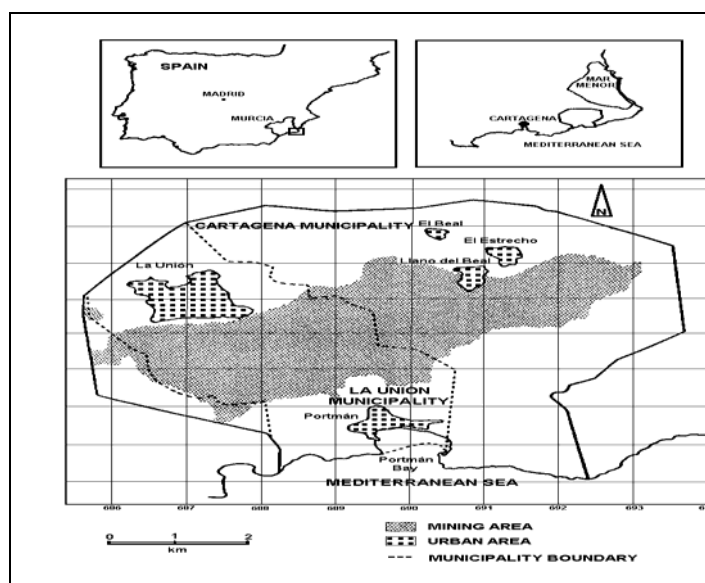 SPAIN
MADRID
MURCIA
MAR
MENOR
CARTAGENA
MEDITERRANEAN SEA
CARTAGENA MUNICIPALITY
El Beal
N
El Estrecho
La Unión
Llano del Beal
LA UNION
MUNICIPALITY
Portmán
Portmán
Bay
MEDITERRANEAN SEA
686 687 688 689 690 691 692 693
MINING AREA
URBAN AREA
MUNICIPALITY BOUNDARY
0 1 2
km